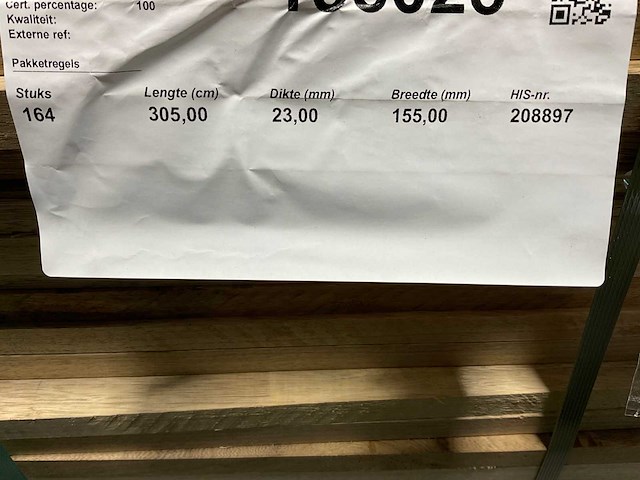 Cert. percentage: 100
Kwaliteit:
Externe ref:
Pakketregels
Stuks Lengte (cm) Dikte (mm) Breedte (mm) HIS-nr.
164 305,00 23,00 155,00 208897